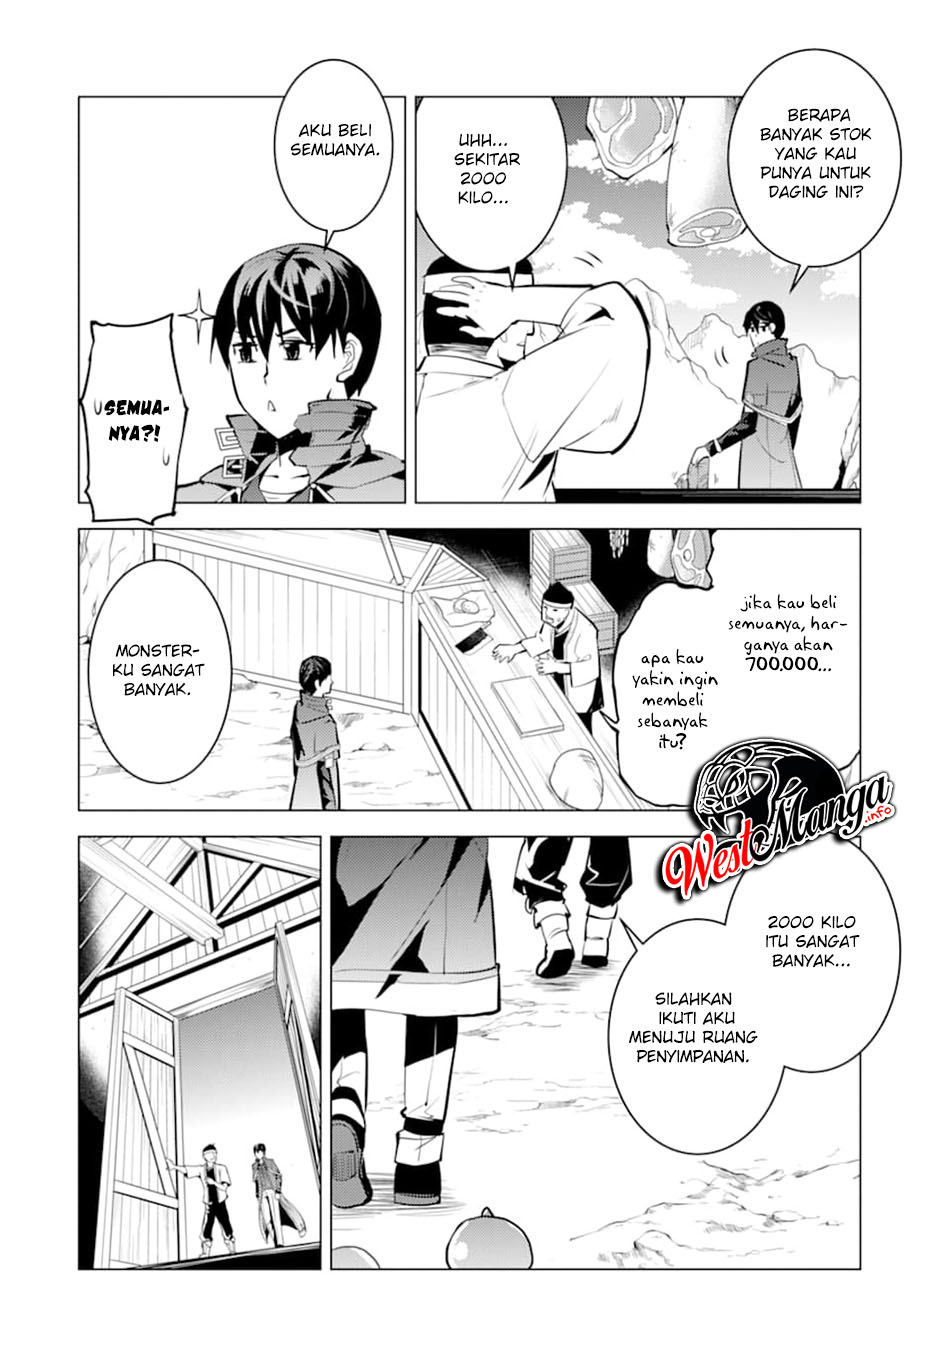 BERAPA
BANYAK STOK
YANG KAU
PUNYA UNTUK
DAGING INI?
UHH...
SEKITAR
2000
KILO...
AKU BELI
SEMUANYA.
SEMUA-
NYA?!
jika kau beli
semuanya, har-
ganya akan
700,000...
apa kau
yakin ingin
membeli
sebanyak
itu?
MONSTER-
KU SANGAT
BANYAK.
WestManga
.info
2000 KILO
ITU SANGAT
BANYAK...
SILAHKAN
IKUTI AKU
MENUJU RUANG
PENYIMPANAN.